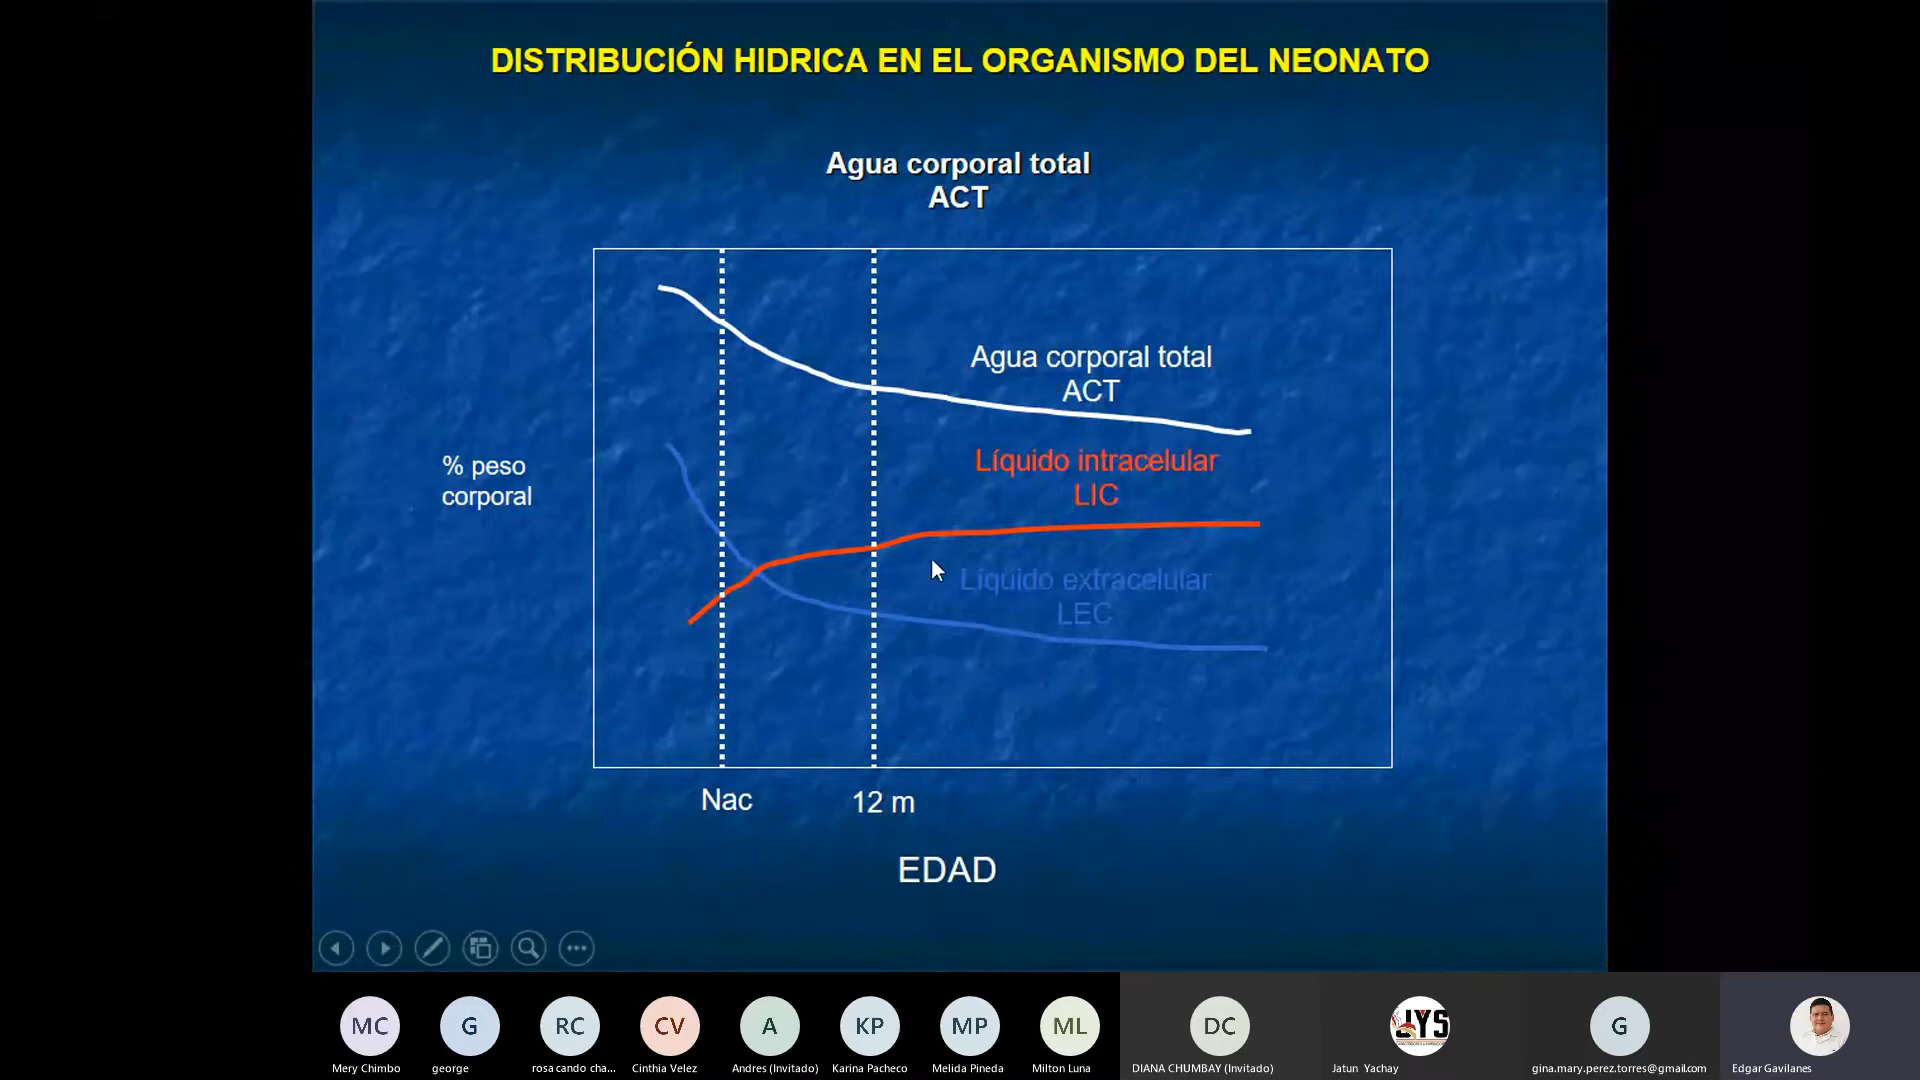 DISTRIBUCIÓN HIDRICA EN EL ORGANISMO DEL NEONATO
Agua corporal total
ACT
Agua corporal total
ACT
Líquido intracelular
LIC
% peso
corporal
Líquido extracelular
LEC
Nac
12 m
EDAD
MC
G
RC
CV
A
KP
MP
ML
DC
JYS
G
Mery Chimbo
george
rosa cando cha...
Cinthia Velez
Andres (Invitado)
Karina Pacheco
Melida Pineda
Milton Luna
DIANA CHUMBAY (Invitado)
Jatun Yachay
gina.mary.perez.torres@gmail.com
Edgar Gavilanes